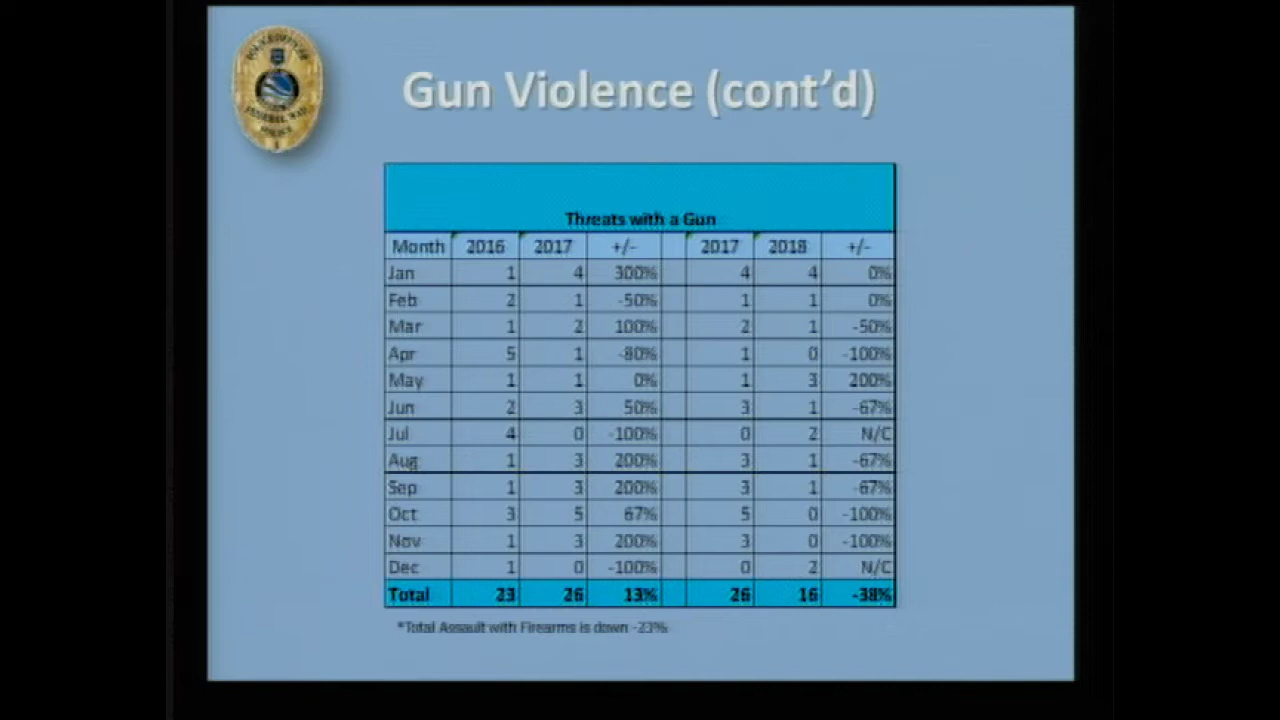 Gun Violence (cont'd)
Threats with a Gun
Month 2016 2017 +/- 2017 2018 +/-
Jan 1 4 300% 4 4 0%
Feb 2 1 -50% 1 1 0%
Mar 1 2 100% 2 1 -50%
Apr 5 1 -80% 1 0 -100%
May 1 1 0% 1 3 200%
Jun 2 3 50% 3 1 -67%
Jul 4 0 -100% 0 2 N/C
Aug 1 3 200% 3 1 -67%
Sep 1 3 200% 3 1 -67%
Oct 3 5 67% 5 0 -100%
Nov 1 3 200% 3 0 -100%
Dec 1 0 -100% 0 2 N/C
Total 23 26 13% 26 16 -38%
*Total Assault with Firearms is down -23%